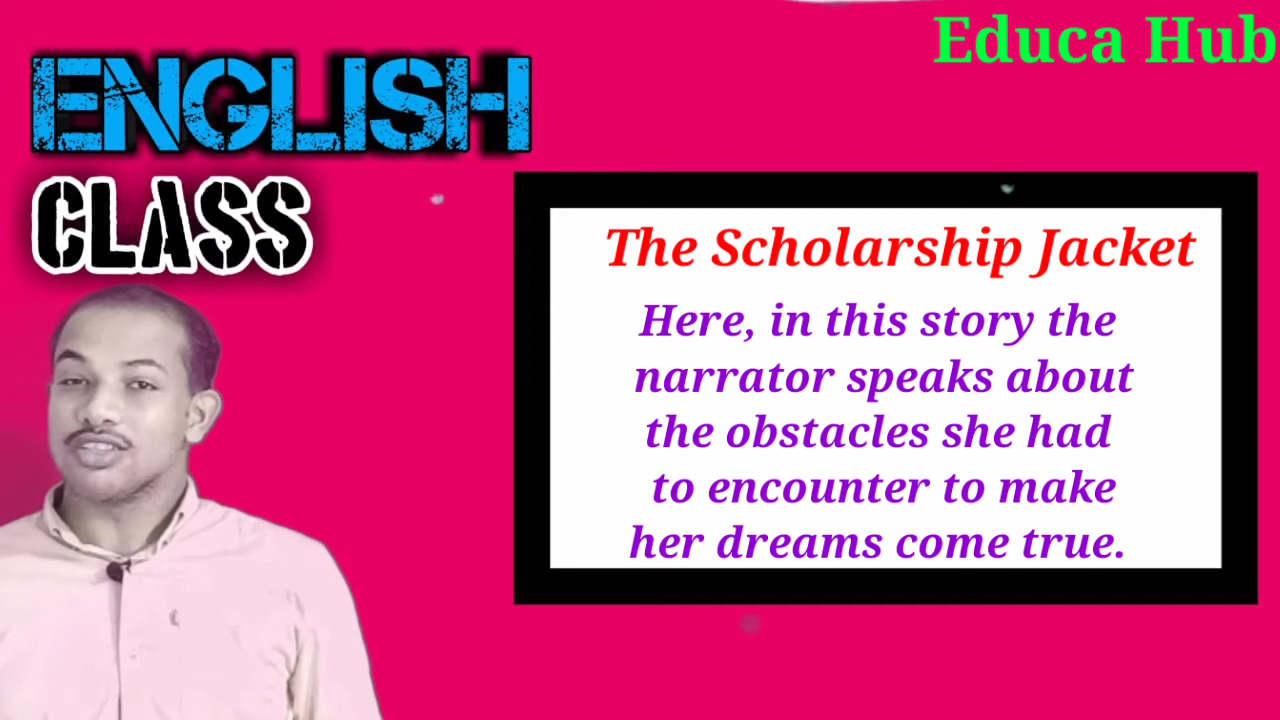 Educa Hub
ENGLISH
CLASS
The Scholarship Jacket
Here, in this story the
narrator speaks about
the obstacles she had
to encounter to make
her dreams come true.